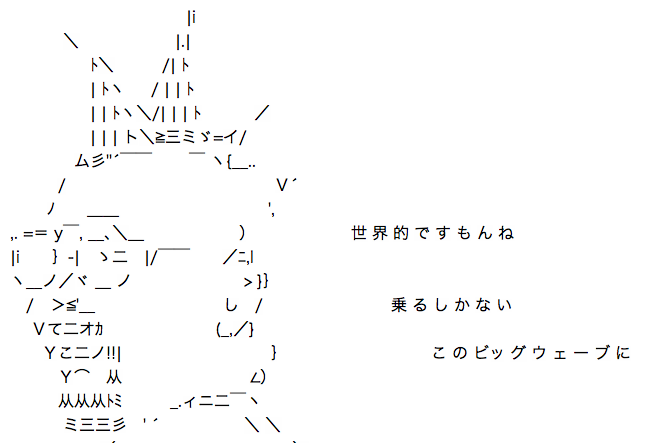 世界的ですもんね
乗るしかない
このビッグウェーブに